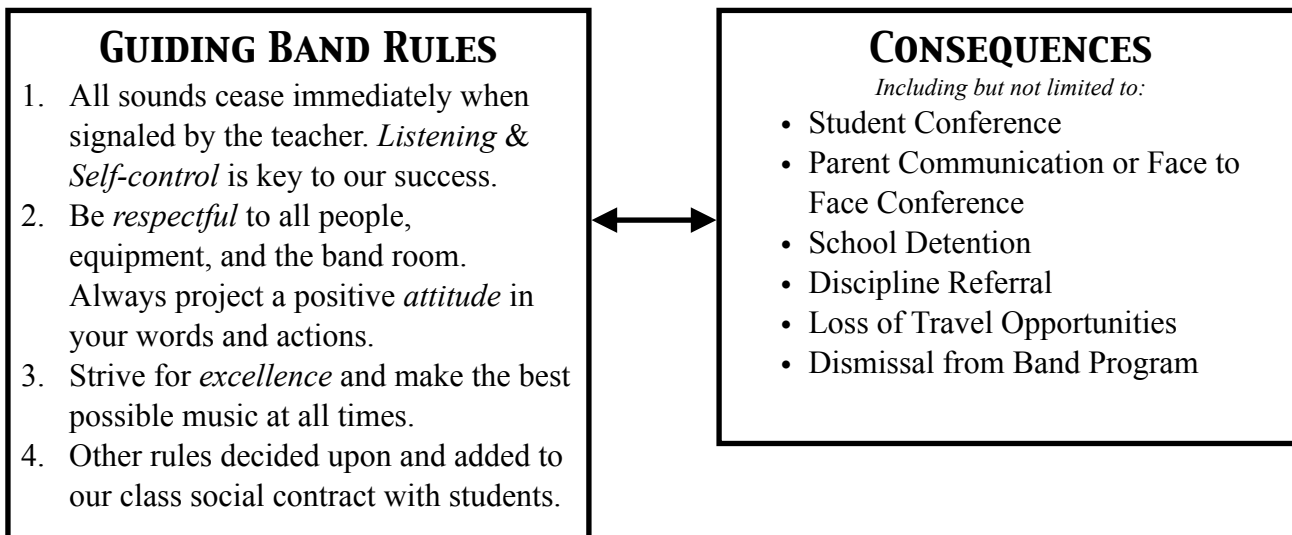 GUIDING BAND RULES
1. All sounds cease immediately when
signaled by the teacher. Listening &
Self-control is key to our success.
2. Be respectful to all people,
equipment, and the band room.
Always project a positive attitude in
your words and actions.
3. Strive for excellence and make the best
possible music at all times.
4. Other rules decided upon and added to
our class social contract with students.
CONSEQUENCES
Including but not limited to:
• Student Conference
• Parent Communication or Face to
Face Conference
• School Detention
• Discipline Referral
• Loss of Travel Opportunities
• Dismissal from Band Program